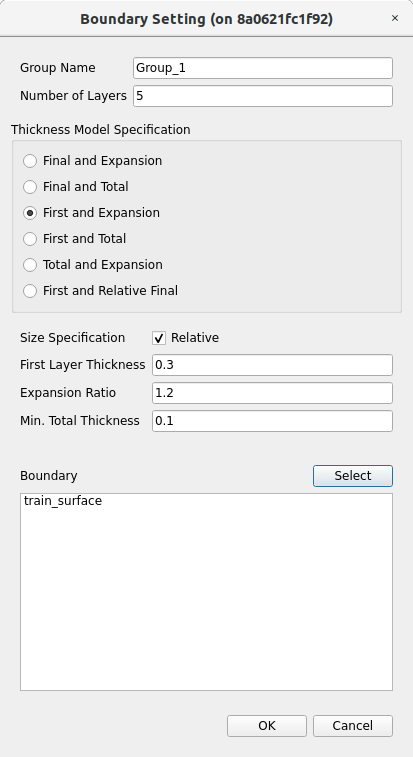 Boundary Setting (on 8a0621fc1f92)
×
Group Name Group_1
Number of Layers 5
Thickness Model Specification
Final and Expansion
Final and Total
First and Expansion
First and Total
Total and Expansion
First and Relative Final
Size Specification Relative
First Layer Thickness 0.3
Expansion Ratio 1.2
Min. Total Thickness 0.1
Boundary Select
train_surface
OK Cancel